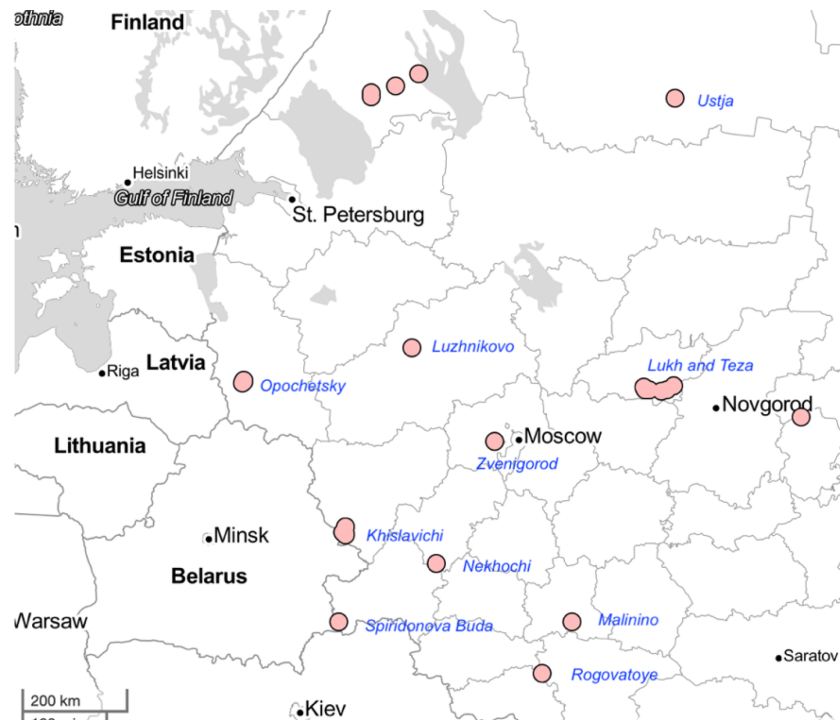 othnia
Finland
Ustja
Helsinki
Gulf of Finland
St. Petersburg
Estonia
Luzhnikovo
Riga
Latvia
Lukh and Teza
Opochetsky
Novgorod
Lithuania
Moscow
Zvenigorod
Minsk
Khislavichi
Nekhochi
Belarus
Warsaw
Spindonova Buda
Malinino
Saratov
Rogovatoye
200 km
Kiev